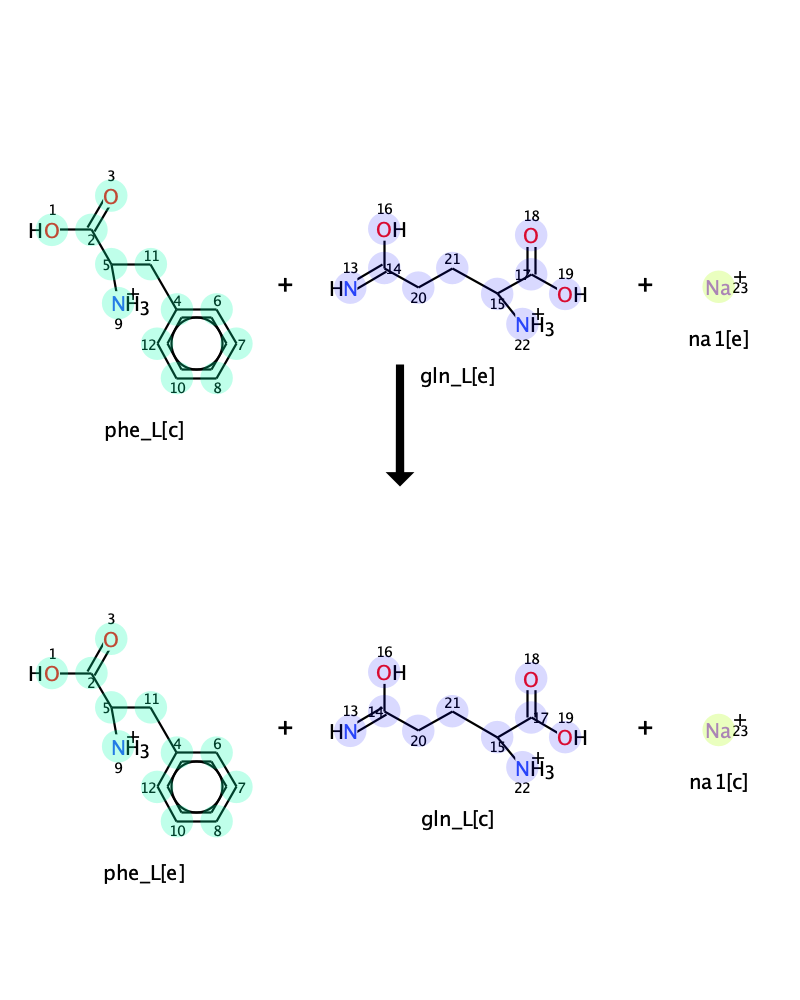 3
1
HO
O
2
5
11
NH3+
9
4
6
12
7
10
8
phe_L[c]
+
16
OH
13
HN
14
21
20
18
O
17
19
OH
15
NH3+
22
gln_L[e]
+
Na+
23
na1[e]
3
1
HO
O
2
5
11
NH3+
9
4
6
12
7
10
8
phe_L[e]
+
16
OH
13
HN
14
21
20
18
O
17
19
OH
15
NH3+
22
gln_L[c]
+
Na+
23
na1[c]